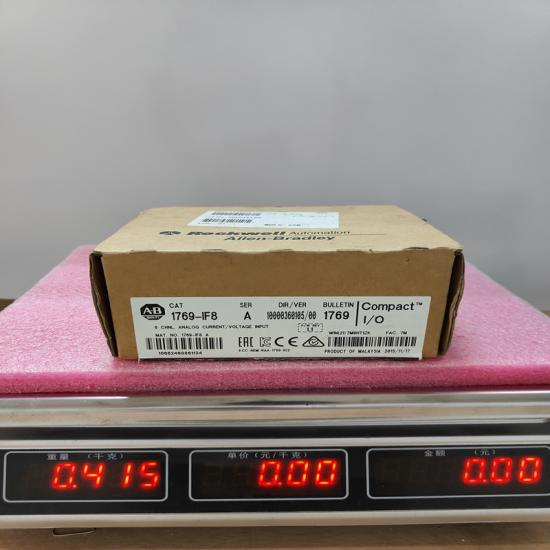 Rockwell Automation
Allen-Bradley
AB
CAT
1769-IF8
SER
A
DIR/VER
10000360105/00
BULLETIN
1769
Compact™
I/O
8 CHNL. ANALOG CURRENT/VOLTAGE INPUT
MAT. NO. 1769-IF8 A
FAC. 7M
10662468861134
PRODUCT OF MALAYSIA 2015/11/17
重量 (千克)
0.415
单价 (元/千克)
0.00
金额 (元)
0.00